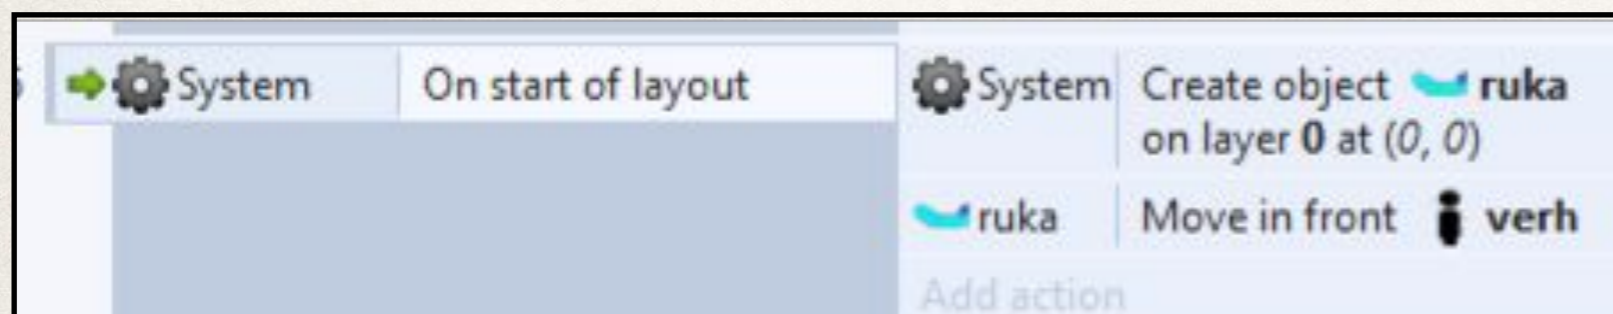 System On start of layout System Create object ruka
on layer 0 at (0, 0)
ruka Move in front verh
Add action